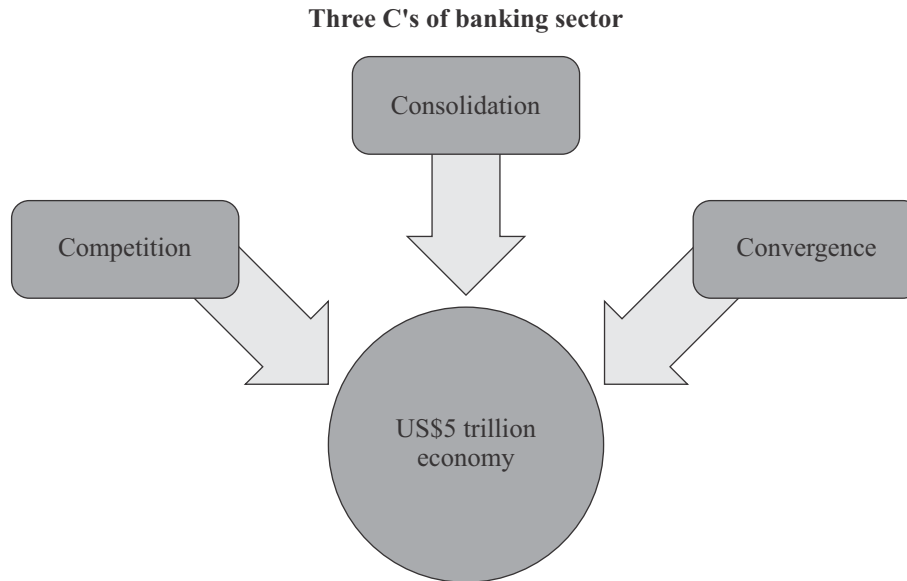 Three C's of banking sector
Consolidation
Competition
Convergence
US$5 trillion
economy